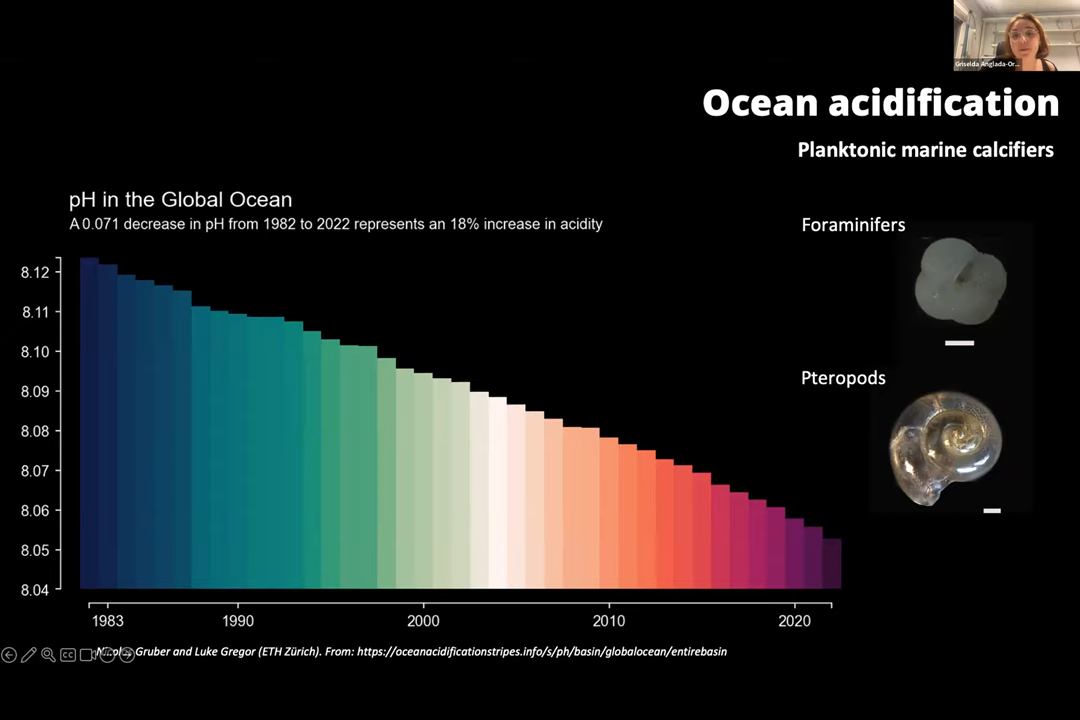 Griselda Anglada-Or...
Ocean acidification
Planktonic marine calcifiers
pH in the Global Ocean
A 0.071 decrease in pH from 1982 to 2022 represents an 18% increase in acidity
Foraminifers
Pteropods
8.12
8.11
8.10
8.09
8.08
8.07
8.06
8.05
8.04
1983
1990
2000
2010
2020
Gruber and Luke Gregor (ETH Zürich). From: https://oceanacidificationstripes.info/s/ph/basin/globalocean/entirebasin